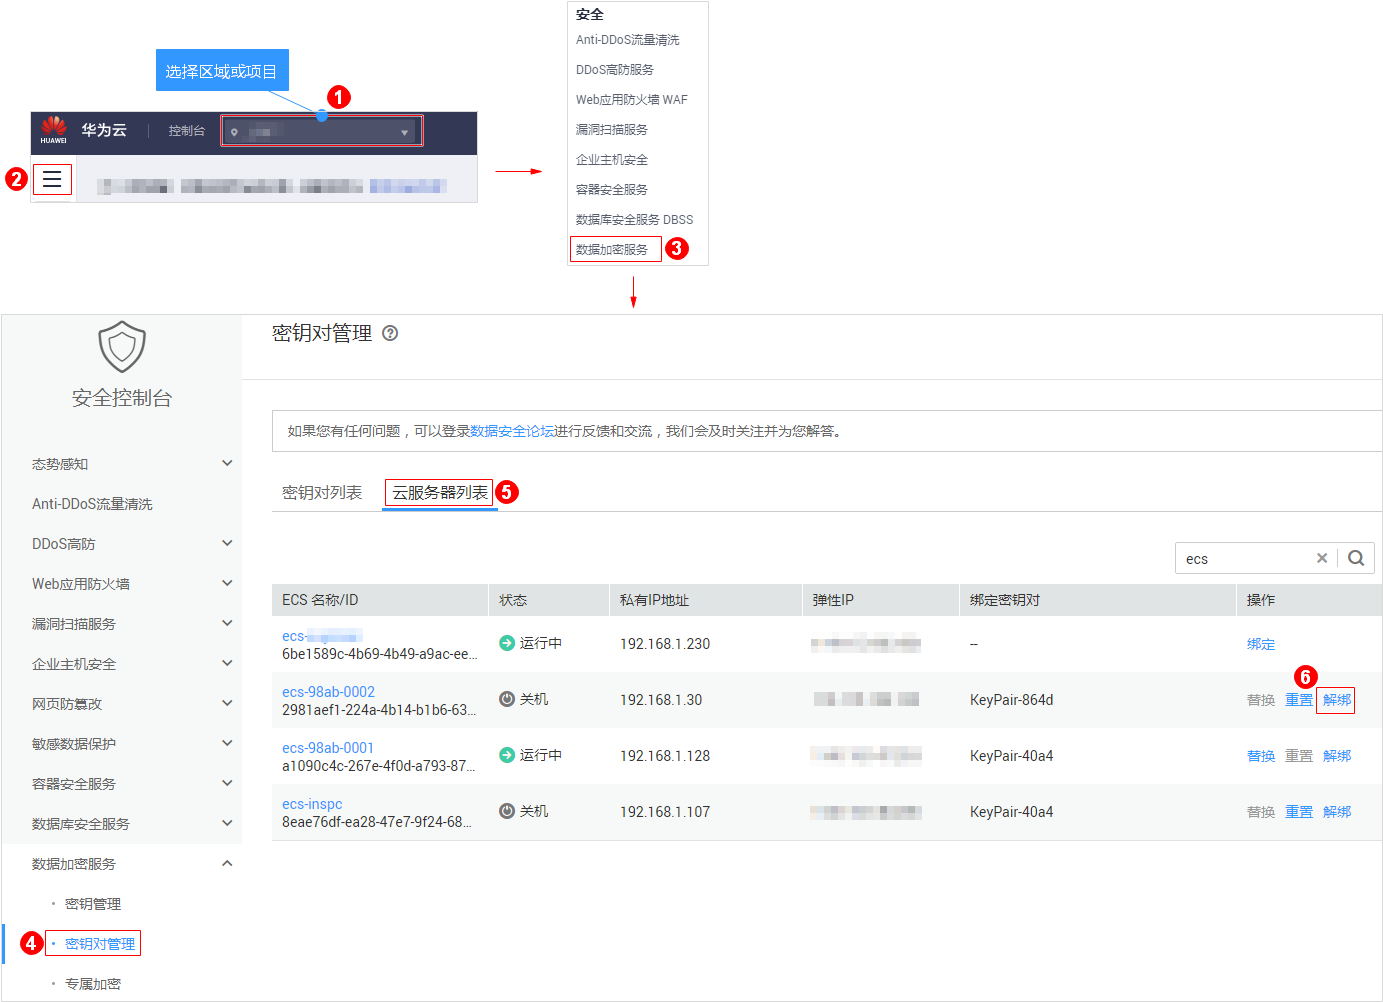 选择区域或项目
1
HUAWEI
华为云
控制台
2
安全
Anti-DDoS流量清洗
DDoS高防服务
Web应用防火墙 WAF
漏洞扫描服务
企业主机安全
容器安全服务
数据库安全服务 DBSS
数据加密服务
3
安全控制台
态势感知
Anti-DDoS流量清洗
DDoS高防
Web应用防火墙
漏洞扫描服务
企业主机安全
网页防篡改
敏感数据保护
容器安全服务
数据库安全服务
数据加密服务
密钥管理
4
密钥对管理
专属加密
密钥对管理
如果您有任何问题，可以登录数据安全论坛进行反馈和交流，我们会及时关注并为您解答。
密钥对列表 云服务器列表 5
ecs
ECS 名称/ID 状态 私有IP地址 弹性IP 绑定密钥对 操作
ecs-
6be1589c-4b69-4b49-a9ac-ee... 运行中 192.168.1.230 -- 绑定
6
ecs-98ab-0002
2981aef1-224a-4b14-b1b6-63... 关机 192.168.1.30 KeyPair-864d 替换 重置 解绑
ecs-98ab-0001
a1090c4c-267e-4f0d-a793-87... 运行中 192.168.1.128 KeyPair-40a4 替换 重置 解绑
ecs-inspc
8eae76df-ea28-47e7-9f24-68... 关机 192.168.1.107 KeyPair-40a4 替换 重置 解绑